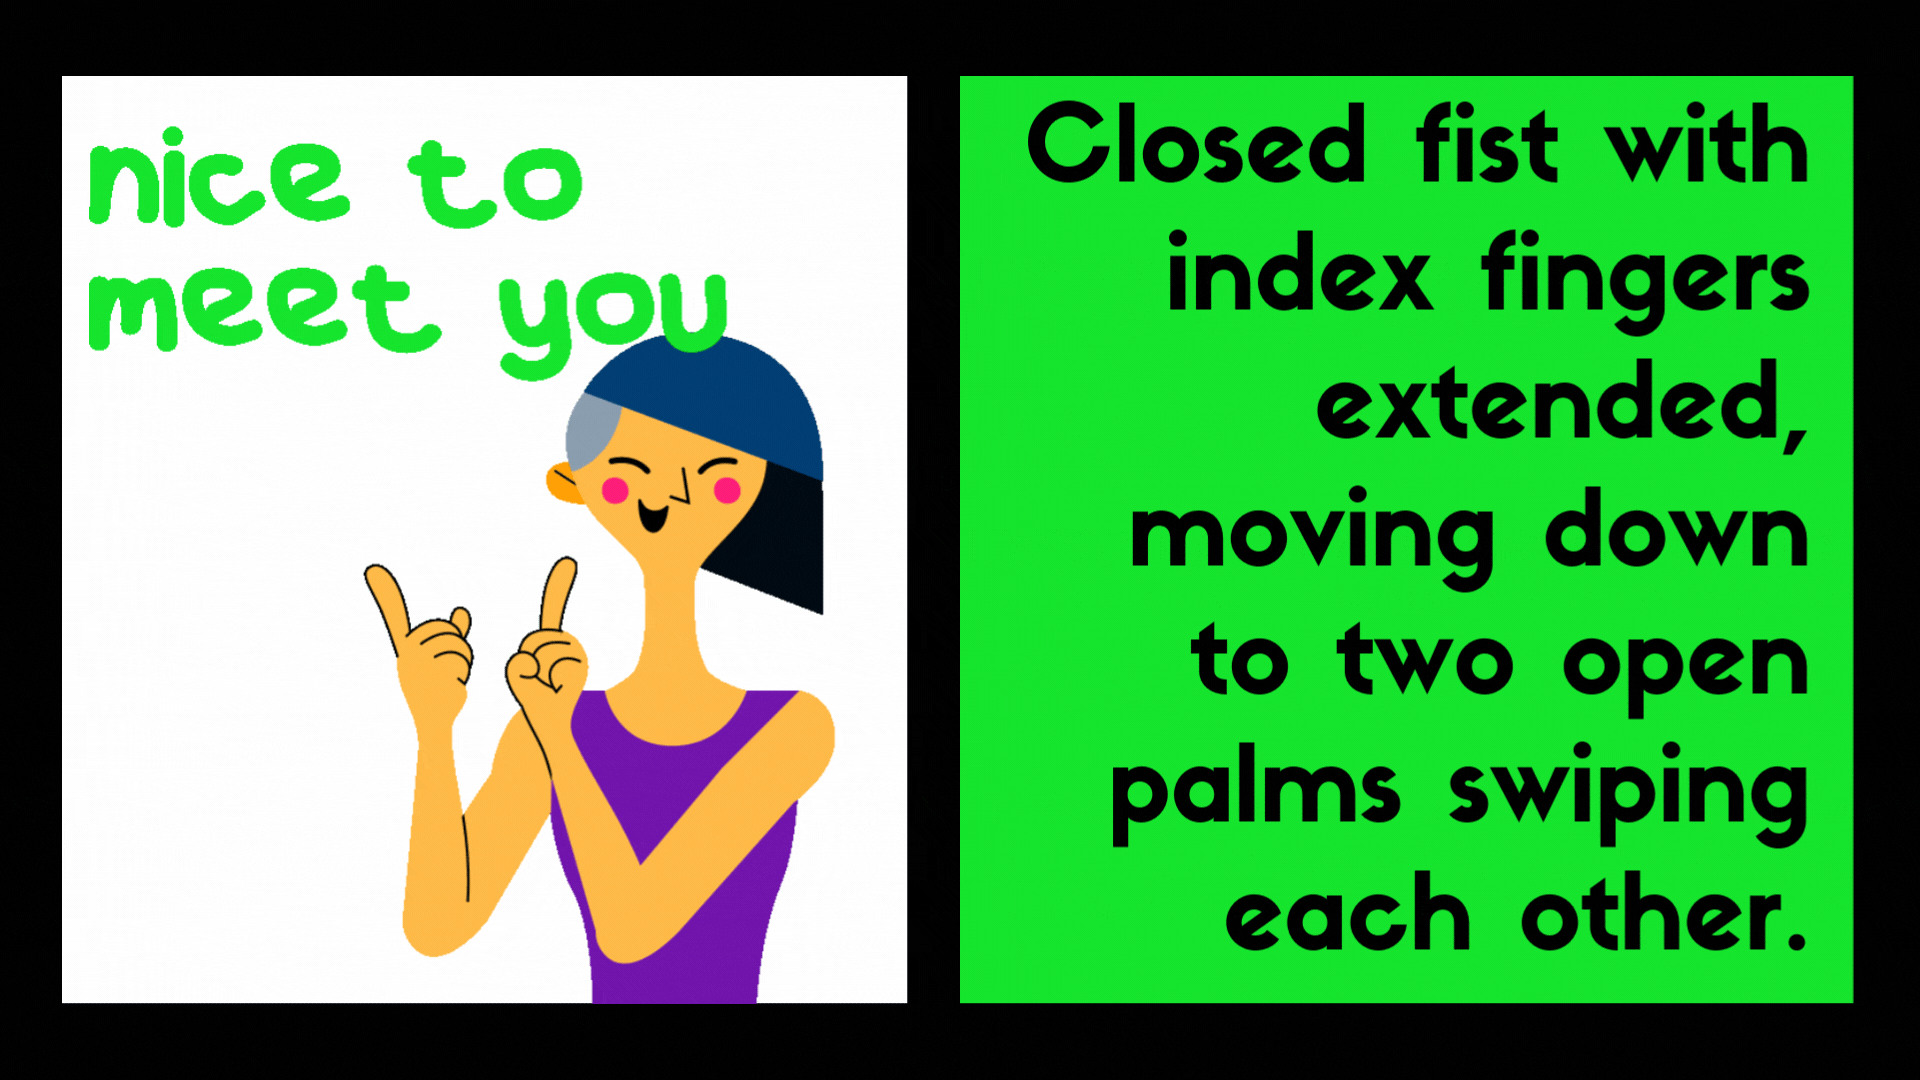 nice to
meet you
Closed fist with
index fingers
extended,
moving down
to two open
palms swiping
each other.